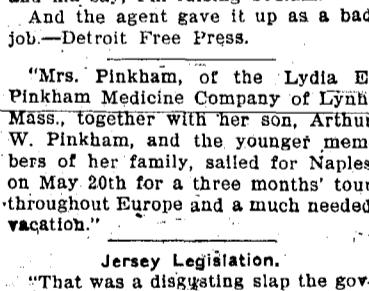 And the agent gave it up as a bad
job.—Detroit Free Press.
"Mrs. Pinkham, of the Lydia E
Pinkham Medicine Company of Lynn
Mass., together with her son, Arthur
W. Pinkham, and the younger mem
bers of her family, sailed for Naples
on May 20th for a three months' tour
throughout Europe and a much needed
vacation."
Jersey Legislation.
"That was a disgusting slap the gov-